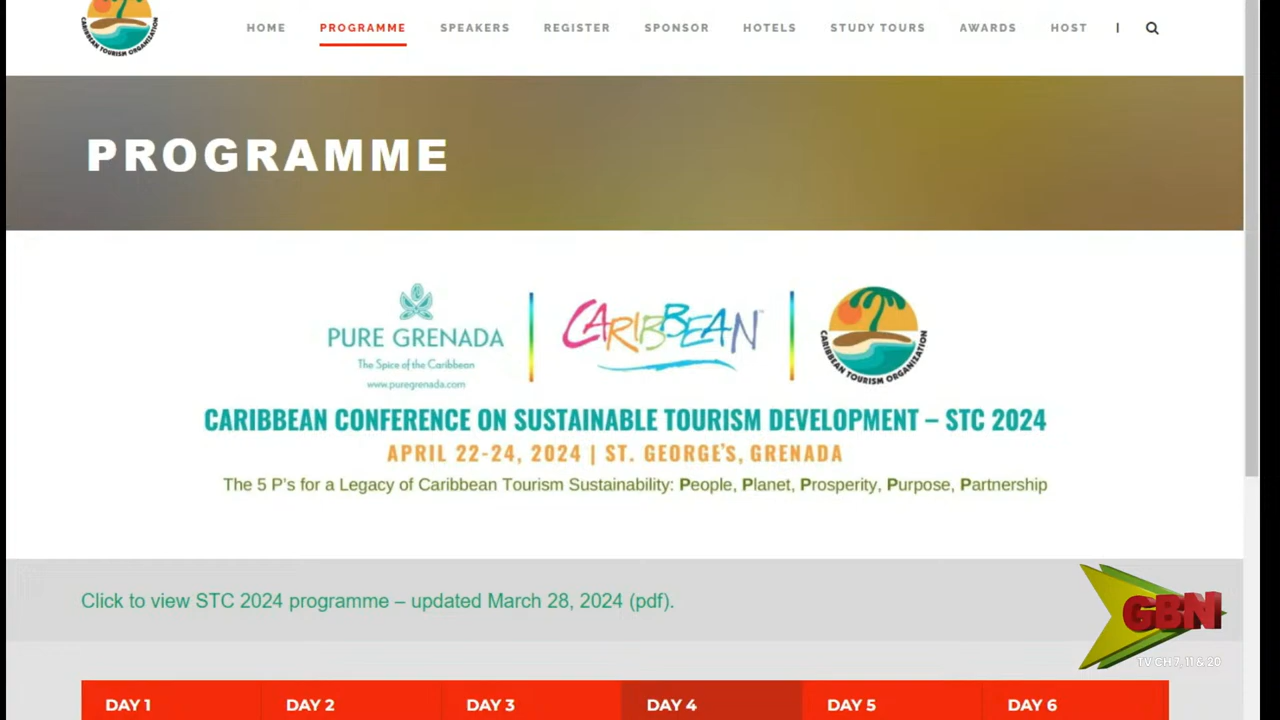 CARIBBEAN TOURISM ORGANIZATION
HOME PROGRAMME SPEAKERS REGISTER SPONSOR HOTELS STUDY TOURS AWARDS HOST |
PROGRAMME
PURE GRENADA
The Spice of the Caribbean
www.puregrenada.com
CARIBBEAN
CARIBBEAN TOURISM ORGANIZATION
CARIBBEAN CONFERENCE ON SUSTAINABLE TOURISM DEVELOPMENT – STC 2024
APRIL 22-24, 2024 | ST. GEORGE'S, GRENADA
The 5 P's for a Legacy of Caribbean Tourism Sustainability: People, Planet, Prosperity, Purpose, Partnership
Click to view STC 2024 programme – updated March 28, 2024 (pdf).
GBN
TV CH 7, 11 & 20
DAY 1 DAY 2 DAY 3 DAY 4 DAY 5 DAY 6